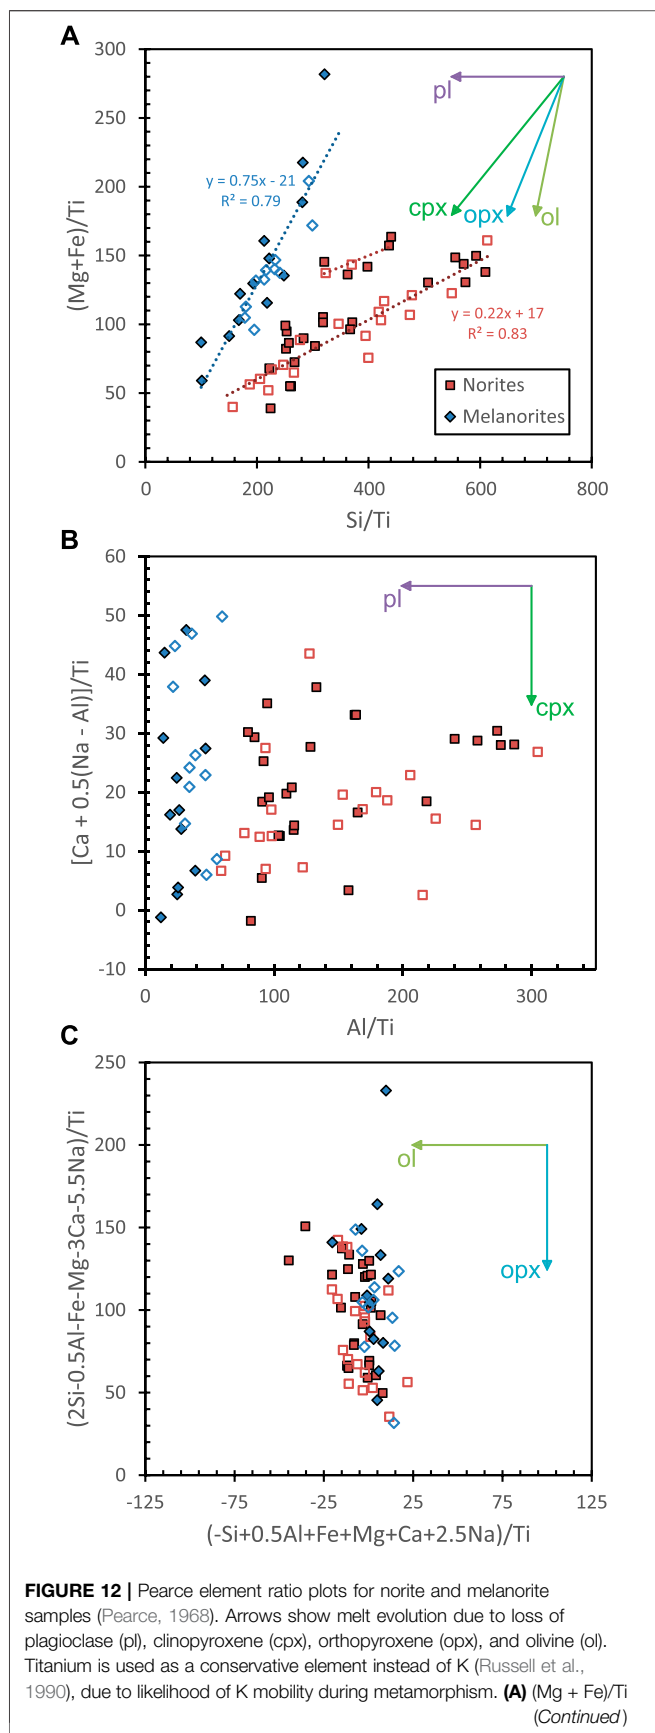 A
300
250
200
150
100
50
0
(Mg+Fe)/Ti
pl
cpx
opx
ol
y = 0.75x - 21
R² = 0.79
y = 0.22x + 17
R² = 0.83
Norites
Melanorites
0 200 400 600 800
Si/Ti
B
60
50
40
30
20
10
0
-10
[Ca + 0.5(Na - Al)]/Ti
pl
cpx
0 100 200 300
Al/Ti
C
250
200
150
100
50
0
(2Si-0.5Al-Fe-Mg-3Ca-5.5Na)/Ti
ol
opx
-125 -75 -25 25 75 125
(-Si+0.5Al+Fe+Mg+Ca+2.5Na)/Ti
FIGURE 12 | Pearce element ratio plots for norite and melanorite
samples (Pearce, 1968). Arrows show melt evolution due to loss of
plagioclase (pl), clinopyroxene (cpx), orthopyroxene (opx), and olivine (ol).
Titanium is used as a conservative element instead of K (Russell et al.,
1990), due to likelihood of K mobility during metamorphism. (A) (Mg + Fe)/Ti
(Continued)